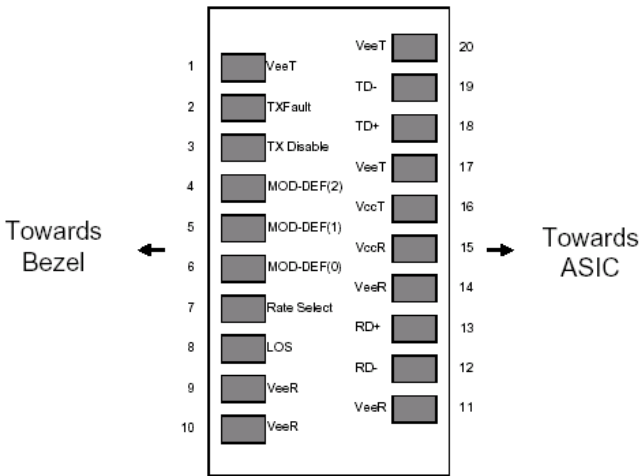 Towards
Bezel
1 VeeT
2 TXFault
3 TX Disable
4 MOD-DEF(2)
5 MOD-DEF(1)
6 MOD-DEF(0)
7 Rate Select
8 LOS
9 VeeR
10 VeeR
VeeT 20
TD- 19
TD+ 18
VeeT 17
VccT 16
VccR 15
VeeR 14
RD+ 13
RD- 12
VeeR 11
Towards
ASIC